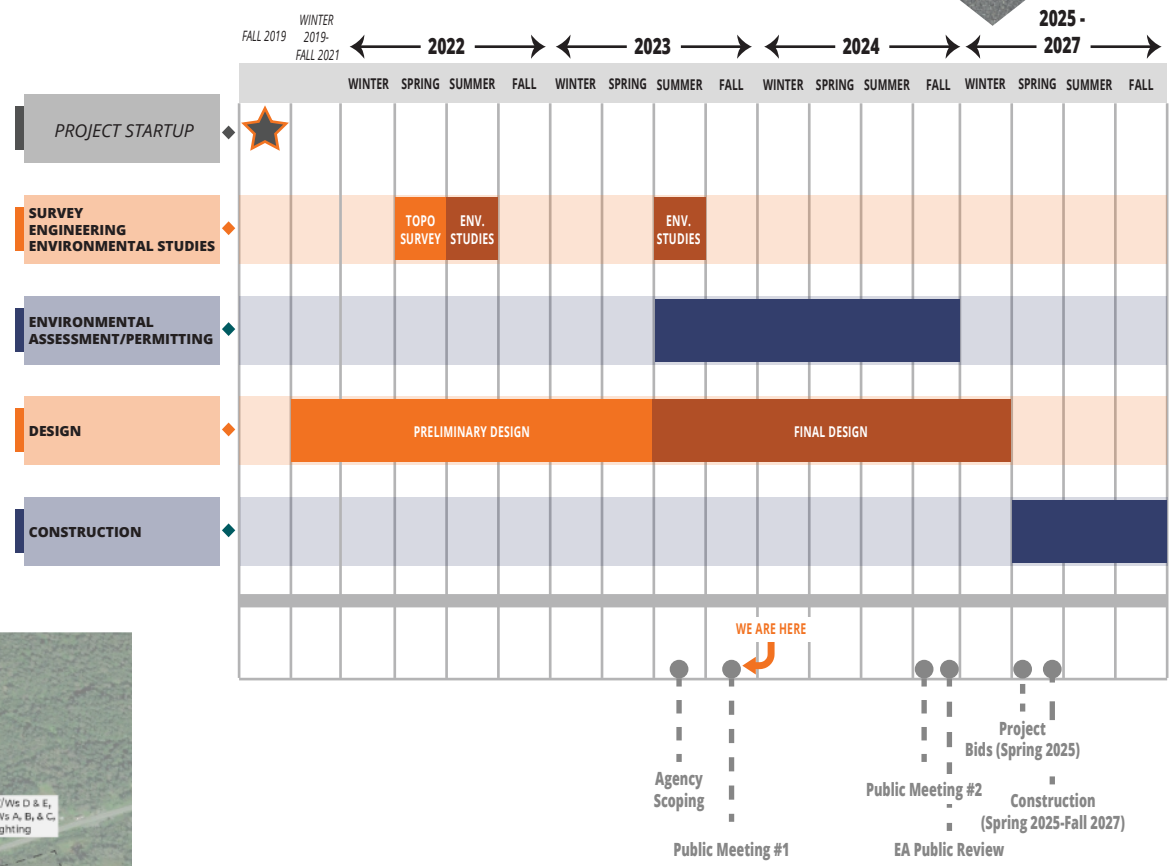 FALL 2019
WINTER
2019-
FALL 2021
2022
2023
2024
2025 -
2027
WINTER SPRING SUMMER FALL WINTER SPRING SUMMER FALL WINTER SPRING SUMMER FALL WINTER SPRING SUMMER FALL
PROJECT STARTUP
SURVEY
ENGINEERING
ENVIRONMENTAL STUDIES
TOPO
SURVEY
ENV.
STUDIES
ENV.
STUDIES
ENVIRONMENTAL
ASSESSMENT/PERMITTING
DESIGN
PRELIMINARY DESIGN
FINAL DESIGN
CONSTRUCTION
WE ARE HERE
Agency
Scoping
Public Meeting #1
Public Meeting #2
EA Public Review
Project
Bids (Spring 2025)
Construction
(Spring 2025-Fall 2027)
/Ws D & E,
Ws A, B, & C,
ghting